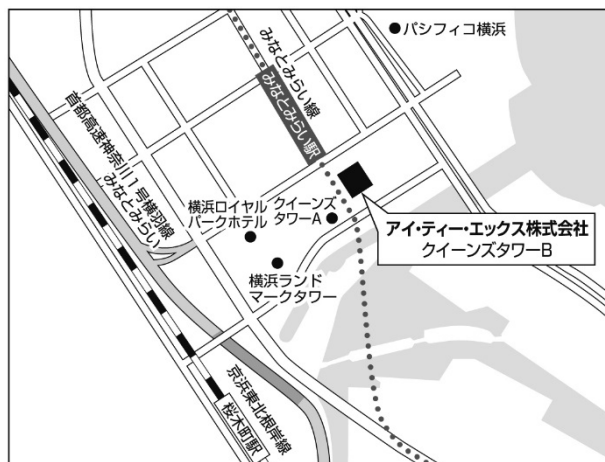 パシフィコ横浜
みなとみらい線
みなとみらい駅
首都高速神奈川1号横羽線
みなとみらい
横浜ロイヤル
パークホテル
クイーンズ
タワーA
アイ・ティー・エックス株式会社
クイーンズタワーB
横浜ランド
マークタワー
京浜東北根岸線
桜木町駅